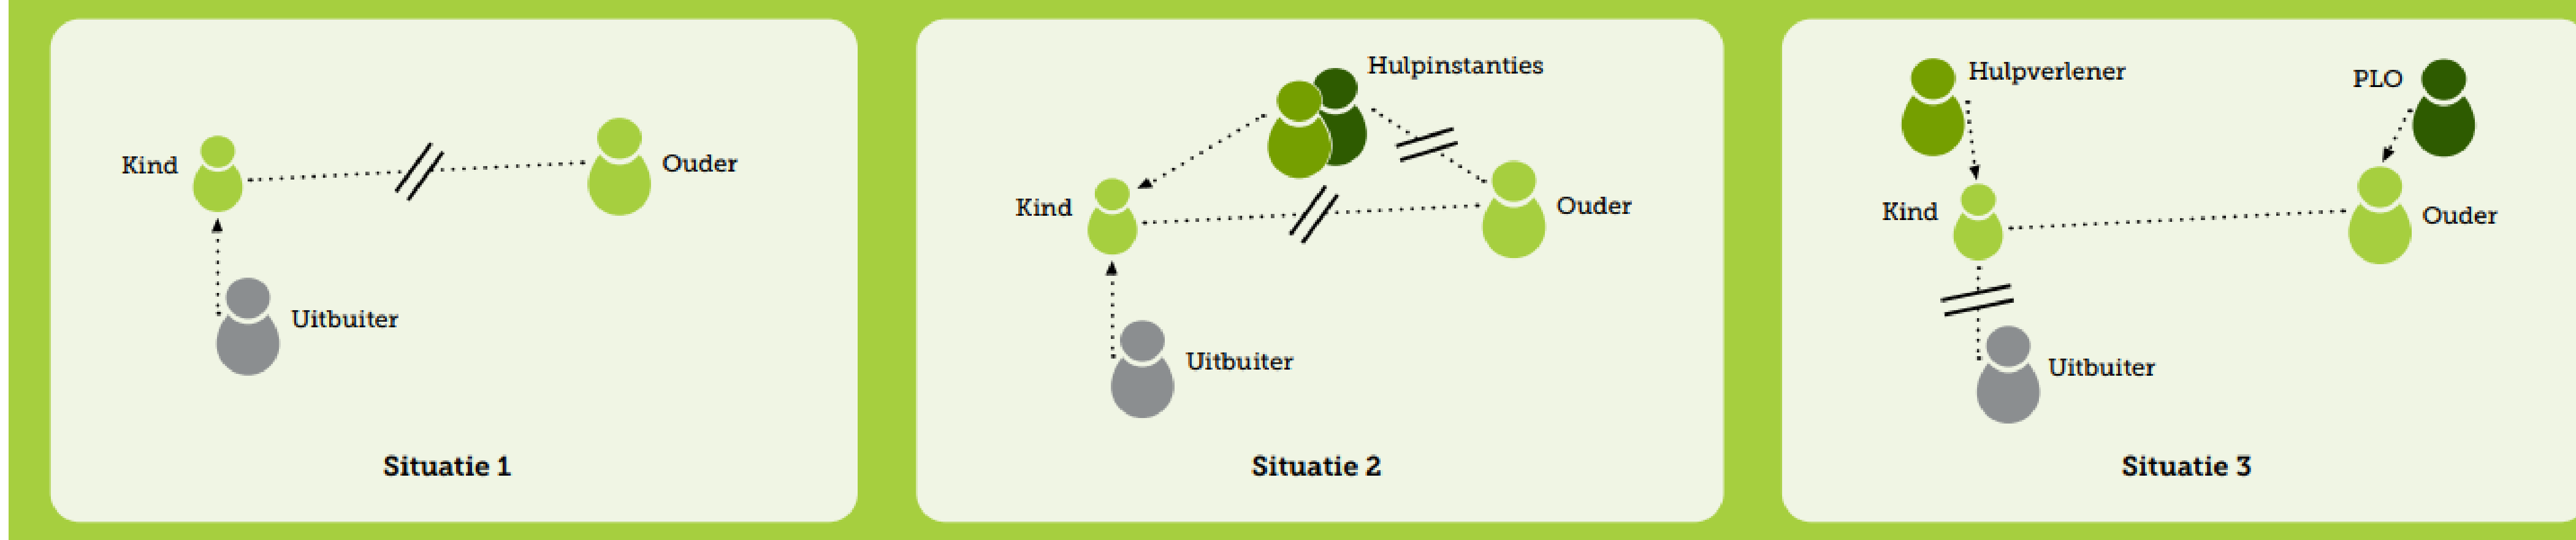 Kind
Ouder
Uitbuiter
Situatie 1
Hulpinstanties
Kind
Ouder
Uitbuiter
Situatie 2
Hulpverlener
PLO
Kind
Ouder
Uitbuiter
Situatie 3